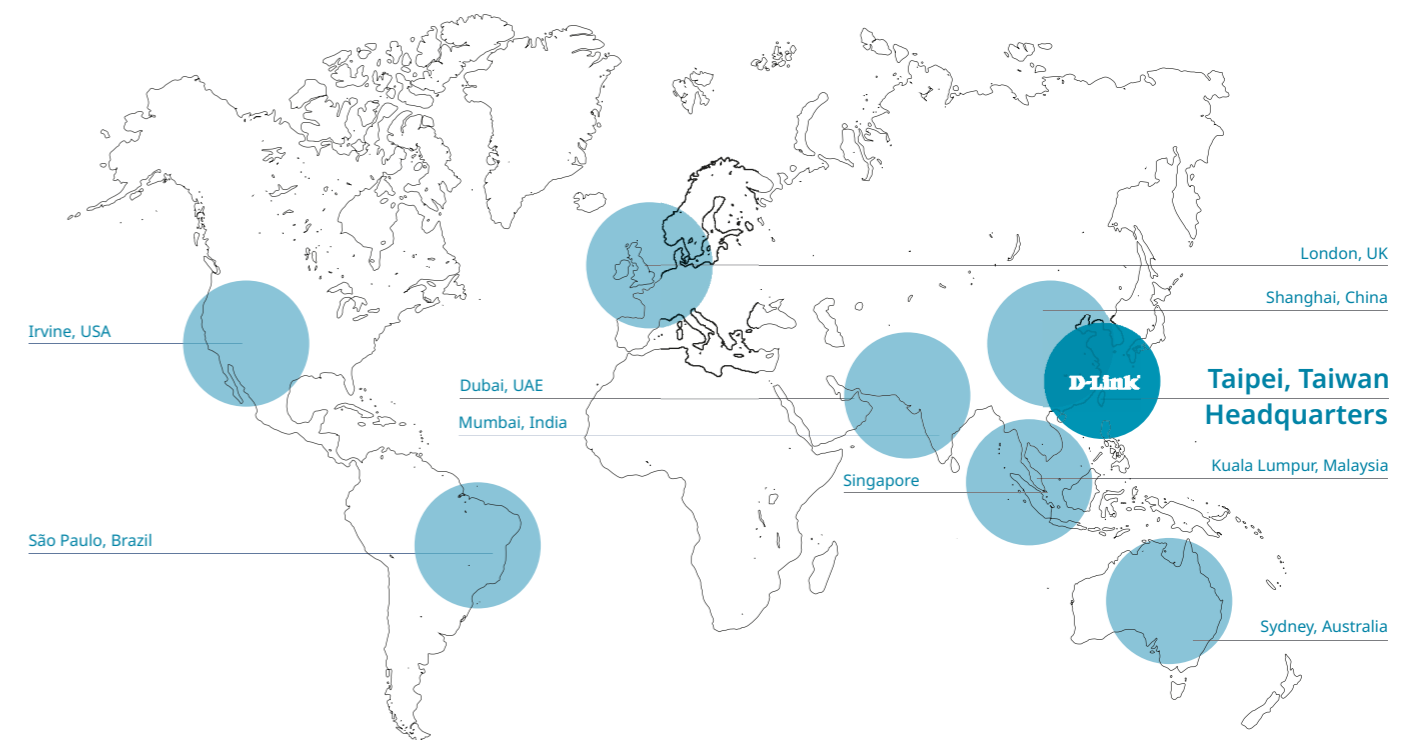 London, UK
Shanghai, China
Irvine, USA
Dubai, UAE
D-Link
Taipei, Taiwan
Headquarters
Mumbai, India
Kuala Lumpur, Malaysia
Singapore
São Paulo, Brazil
Sydney, Australia